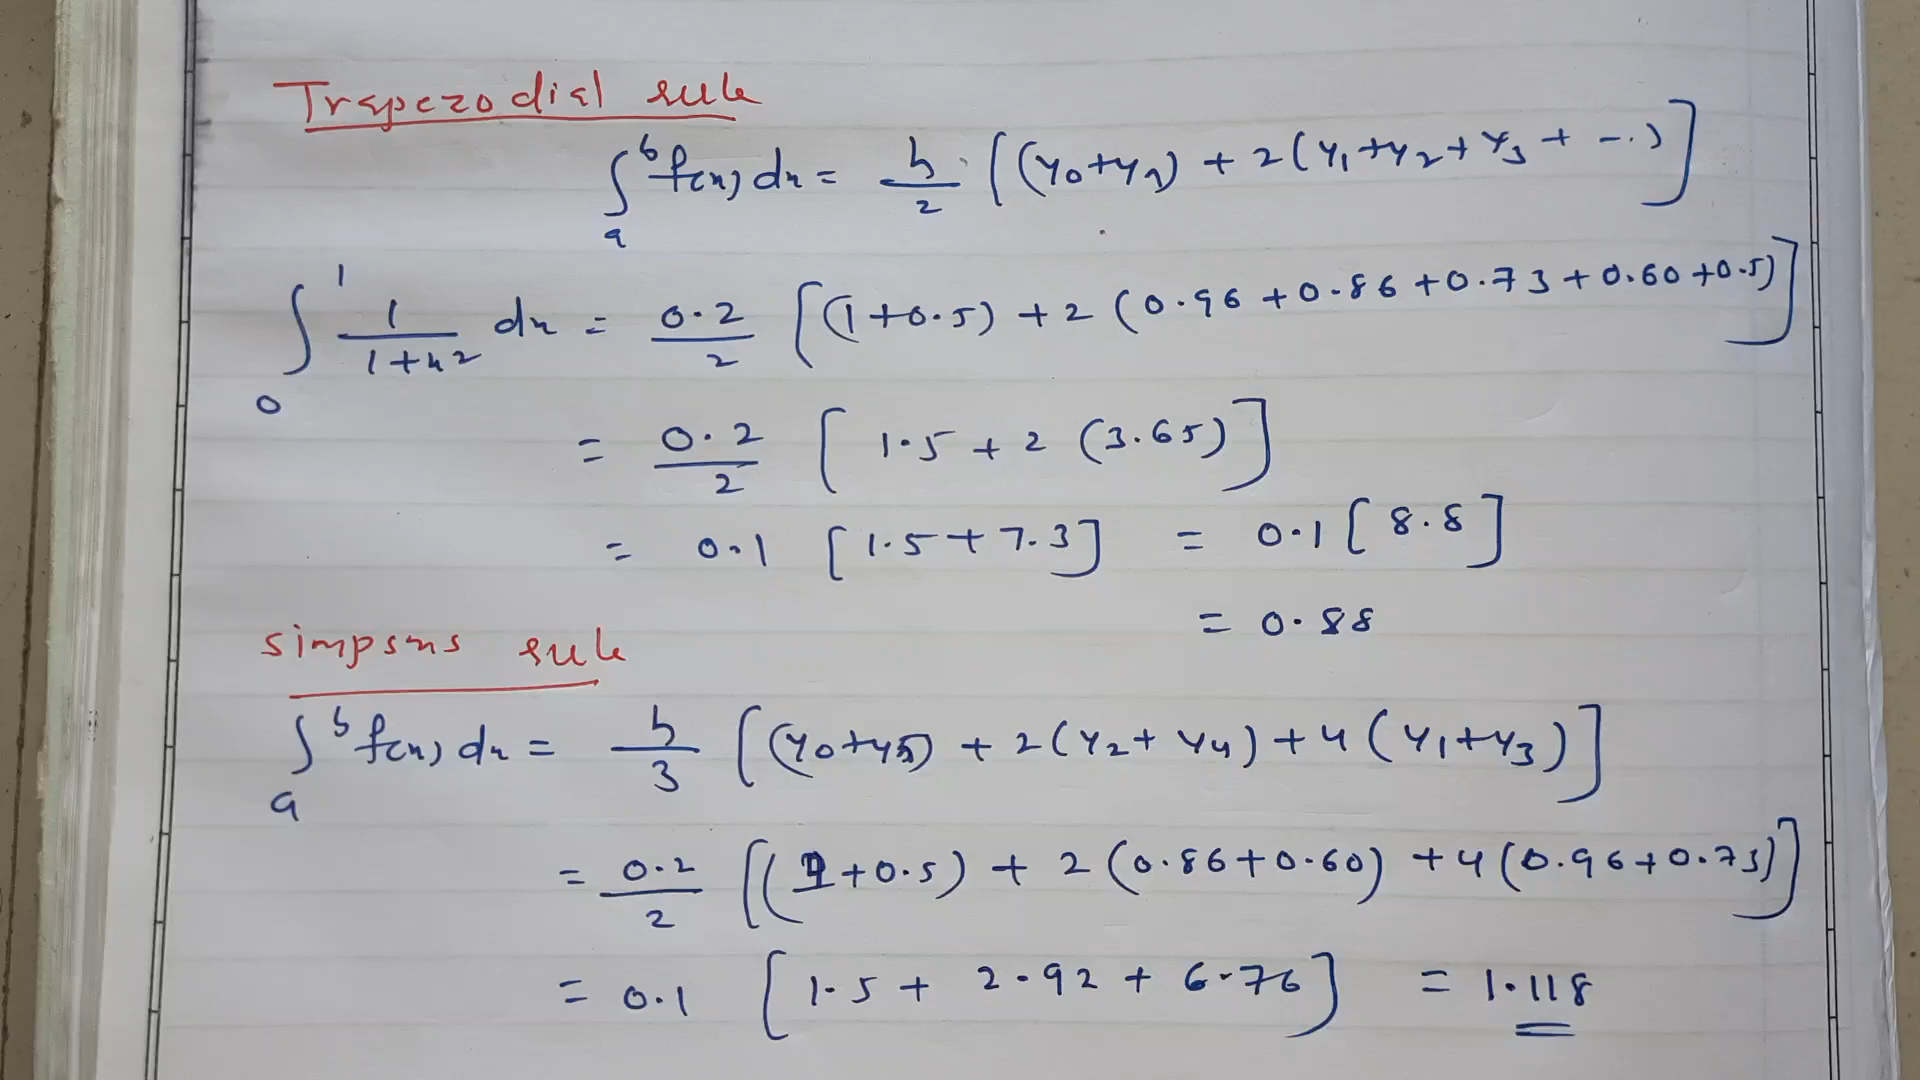 Trapezodial rule
∫_a^b f(x) dx = h/2 [(y0+yn) + 2(y1+y2+y3+-..)]
∫_0^1 1/(1+x^2) dx = 0.2/2 [(1+0.5) + 2(0.96+0.86+0.73+0.60+0.5)]
= 0.2/2 [1.5+2(3.65)]
= 0.1 [1.5+7.3] = 0.1[8.8]
= 0.88
simpsons rule
∫_a^b f(x) dx = h/3 [(y0+y5) + 2(y2+y4) + 4(y1+y3)]
= 0.2/2 [(1+0.5) + 2(0.86+0.60) + 4(0.96+0.73)]
= 0.1 [1.5+2.92+6.76] = 1.118